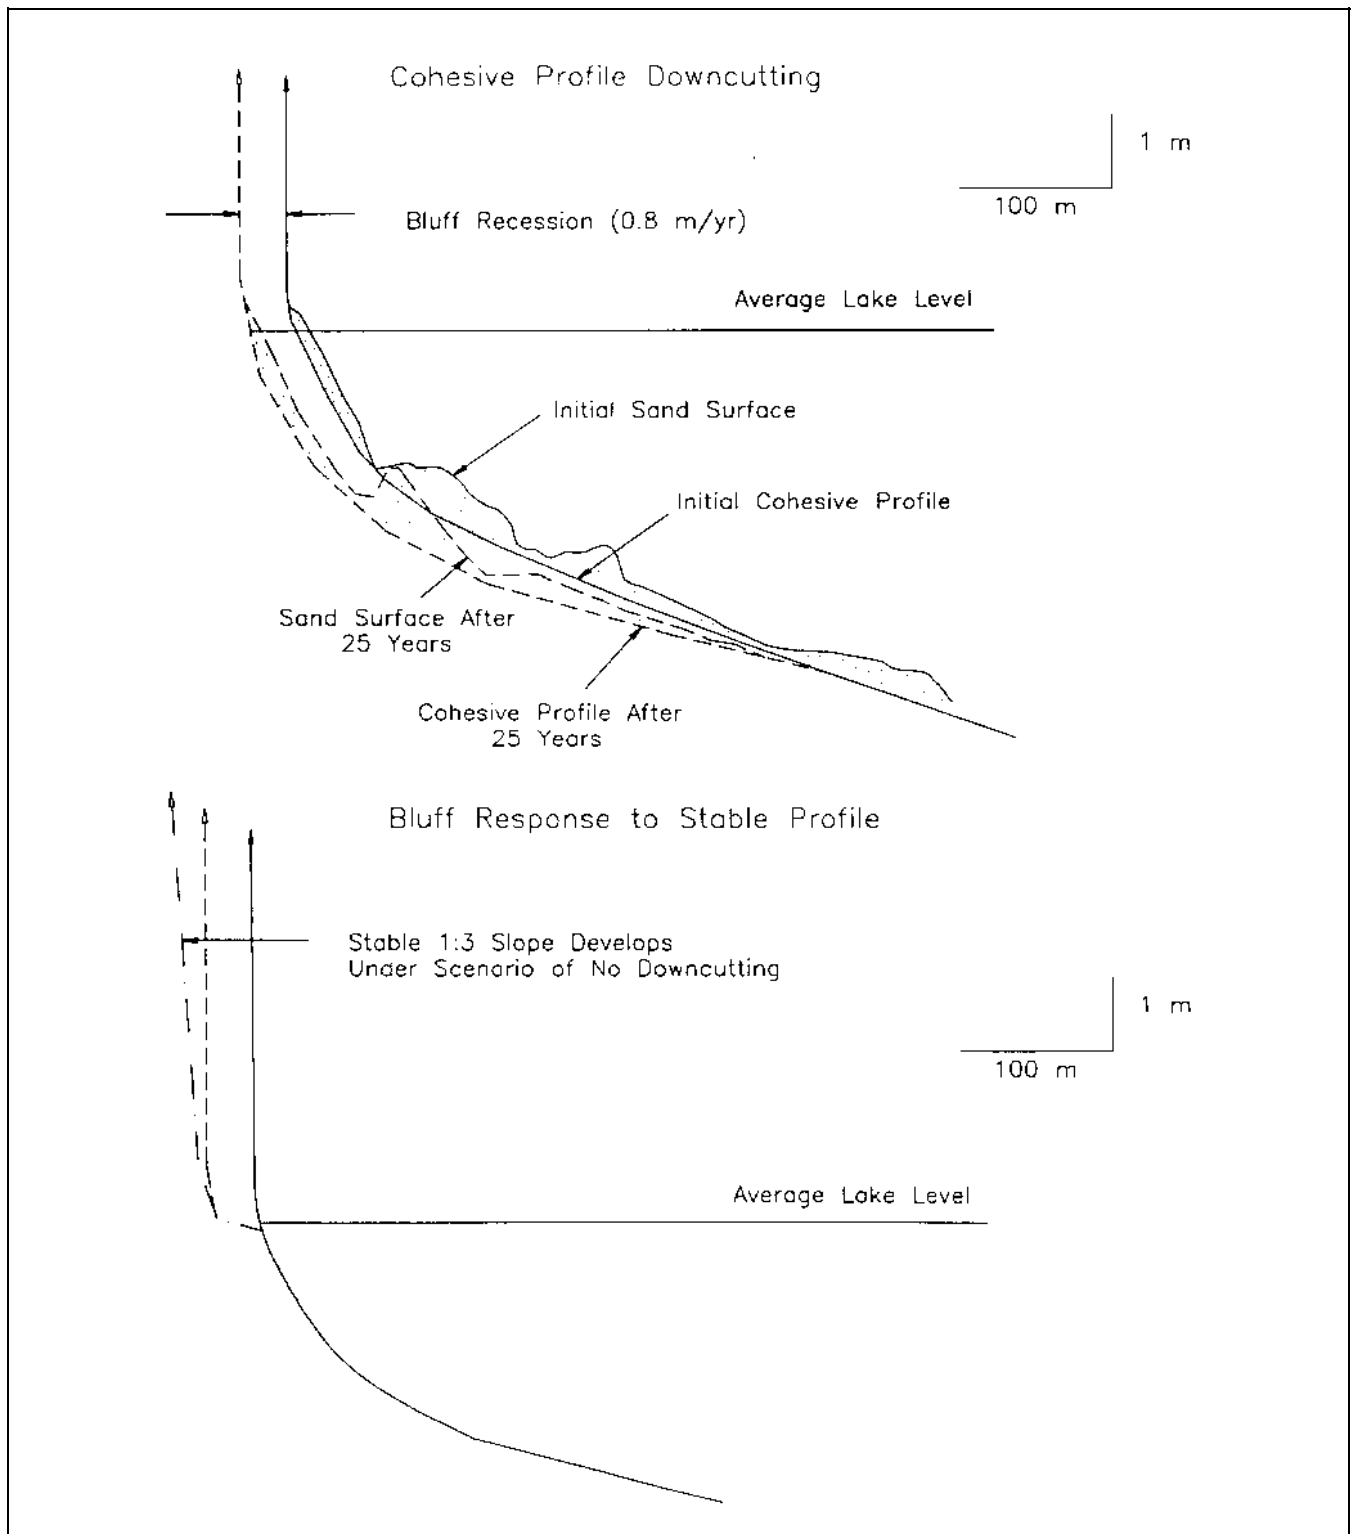 Cohesive Profile Downcutting
1 m
100 m
Bluff Recession (0.8 m/yr)
Average Lake Level
Initial Sand Surface
Initial Cohesive Profile
Sand Surface After
25 Years
Cohesive Profile After
25 Years
Bluff Response to Stable Profile
Stable 1:3 Slope Develops
Under Scenario of No Downcutting
1 m
100 m
Average Lake Level